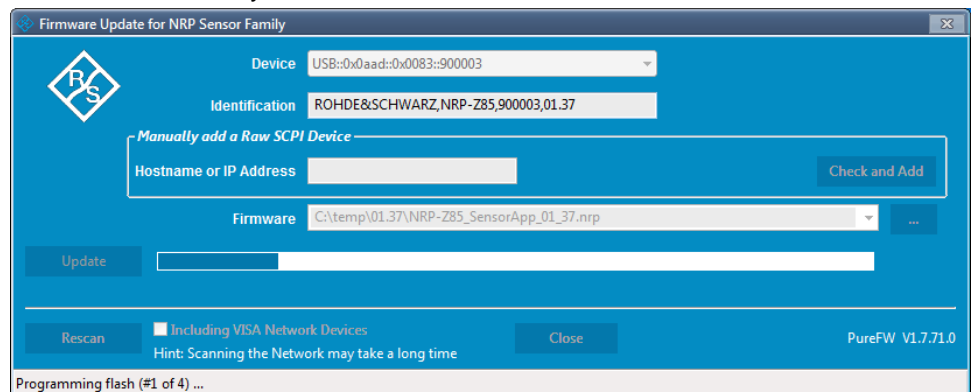 Firmware Update for NRP Sensor Family
R S
Device USB::0x0aad::0x0083::900003
Identification ROHDE&SCHWARZ,NRP-Z85,900003,01.37
Manually add a Raw SCPI Device
Hostname or IP Address Check and Add
Firmware C:\temp\01.37\NRP-Z85_SensorApp_01_37.nrp ...
Update
Rescan Including VISA Network Devices Close PureFW V1.7.71.0
Hint: Scanning the Network may take a long time
Programming flash (#1 of 4) ...